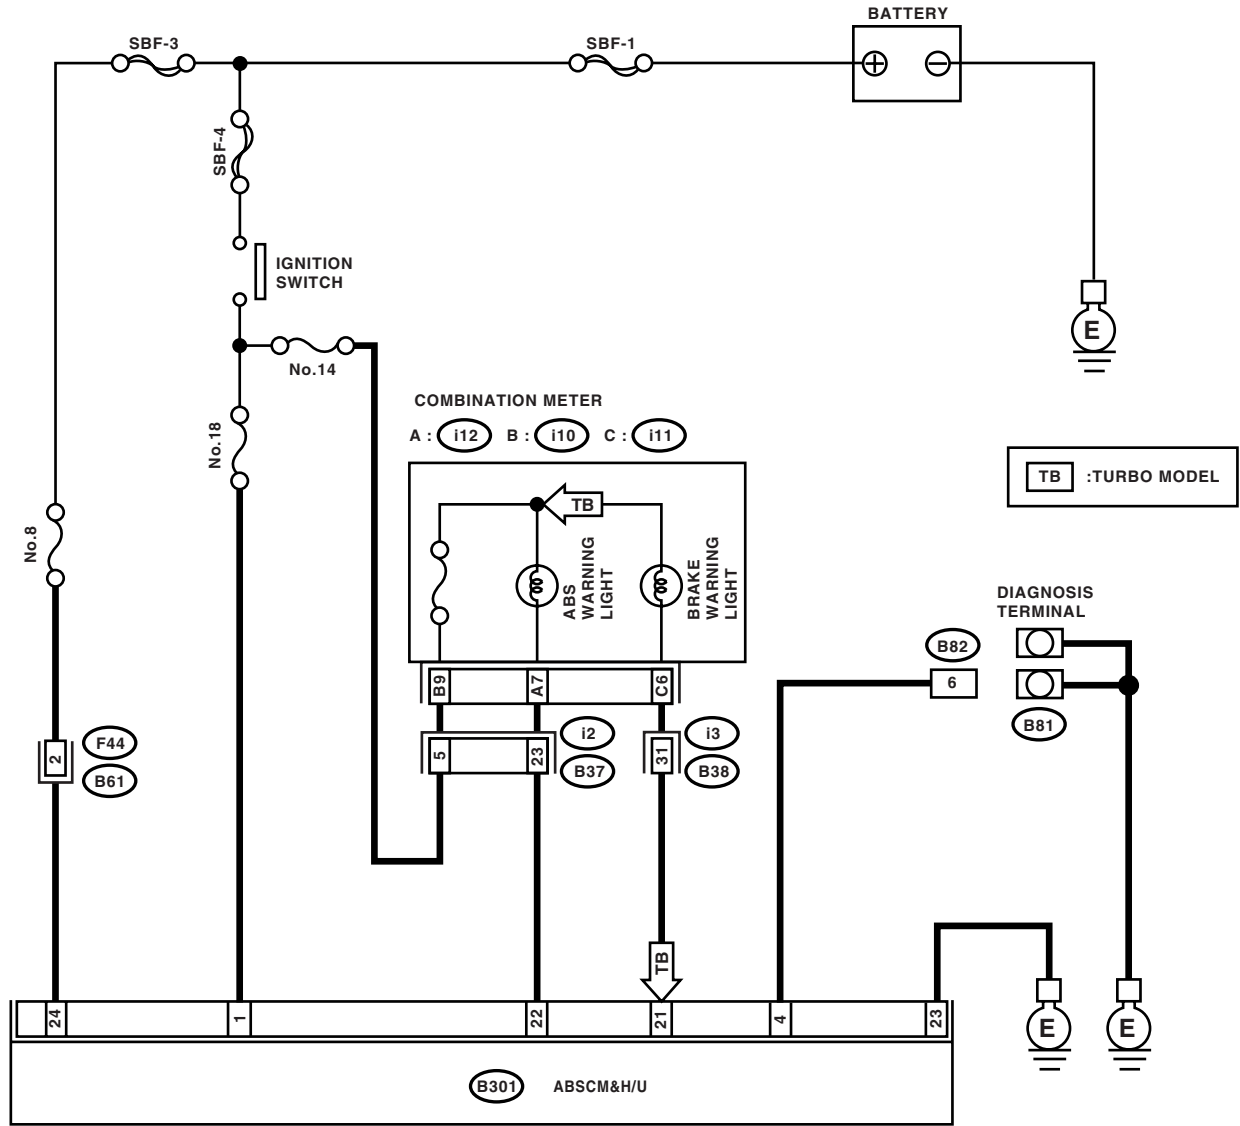 BATTERY
SBF-3
SBF-1
SBF-4
IGNITION
SWITCH
E
No.14
COMBINATION METER
A : i12 B : i10 C : i11
No.18
TB :TURBO MODEL
TB
No.8
ABS
WARNING
LIGHT
BRAKE
WARNING
LIGHT
DIAGNOSIS
TERMINAL
B82
6
B81
B9
A7
C6
i2
i3
F44
2
B61
5
23
B37
31
B38
TB
24
1
22
21
4
23
E
E
B301 ABSCM&H/U